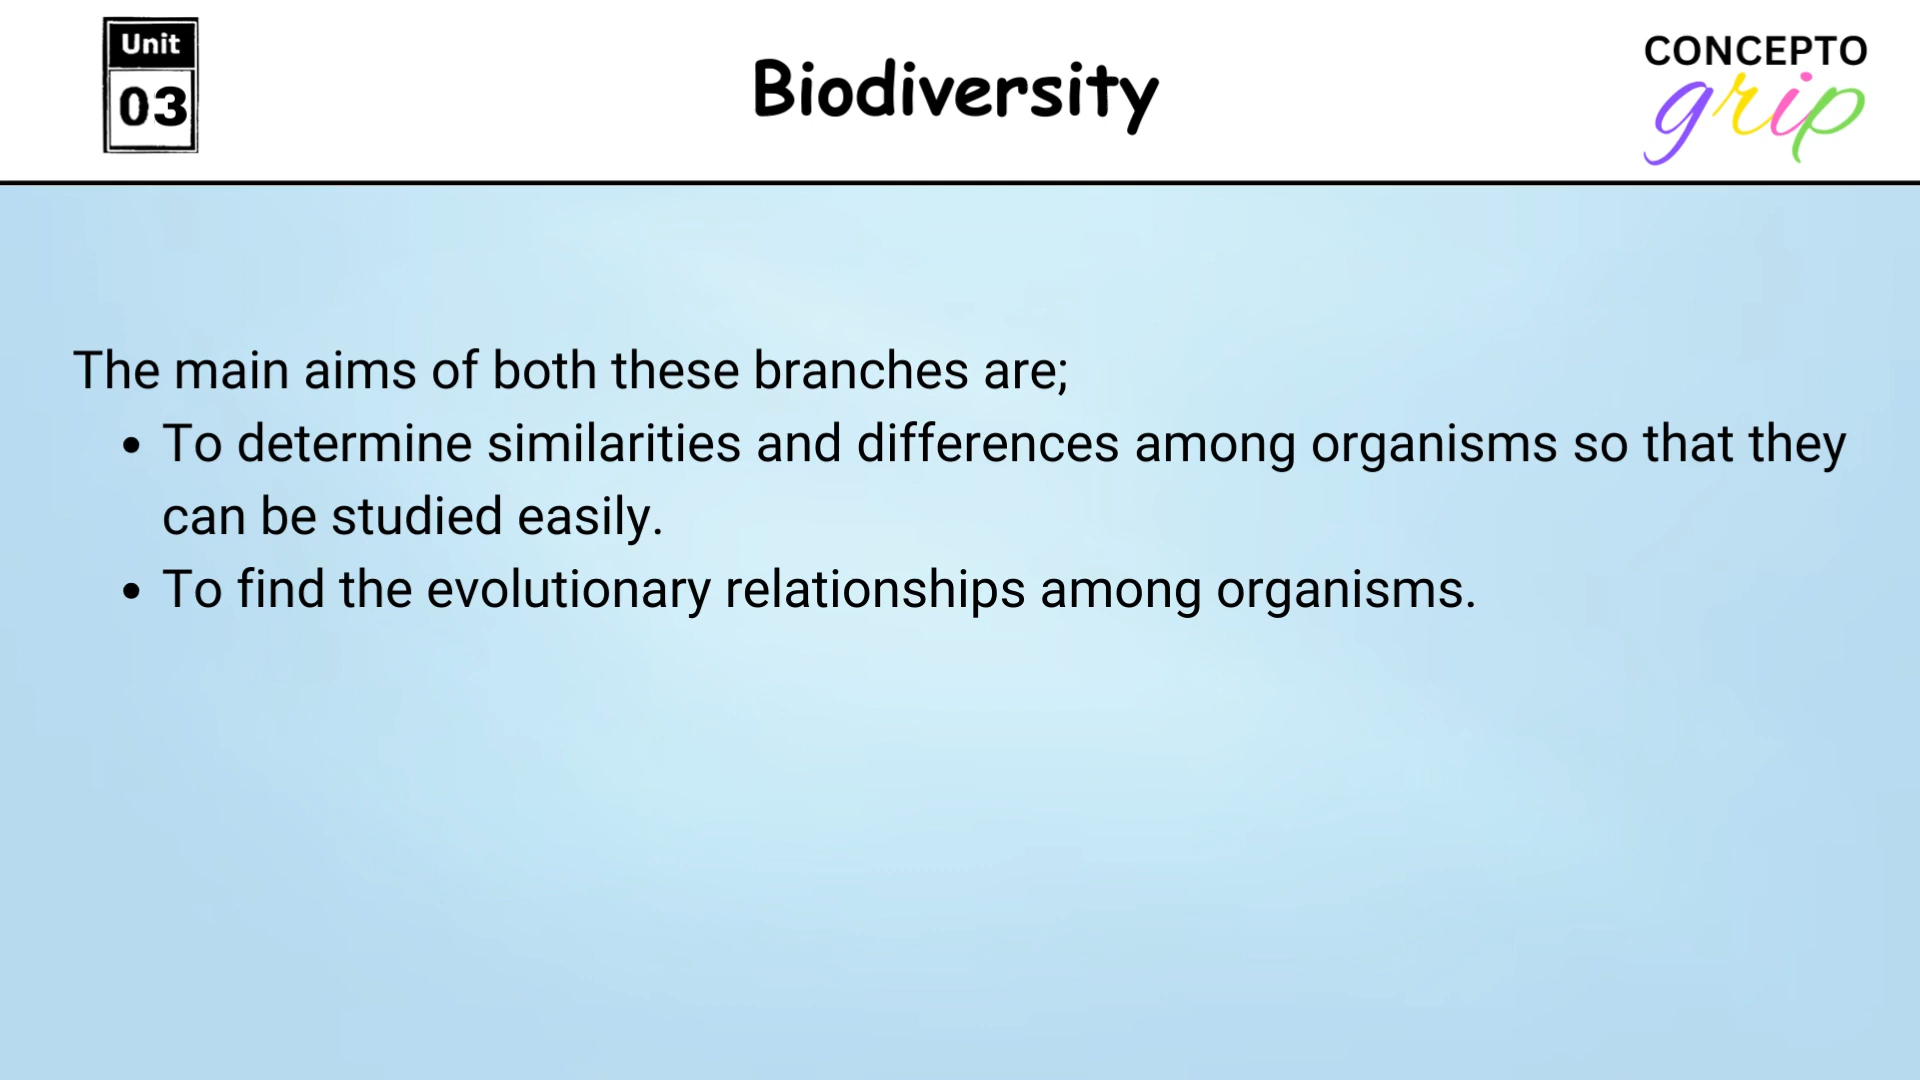 Unit
03
Biodiversity
CONCEPTO
grip
The main aims of both these branches are;
• To determine similarities and differences among organisms so that they
can be studied easily.
• To find the evolutionary relationships among organisms.